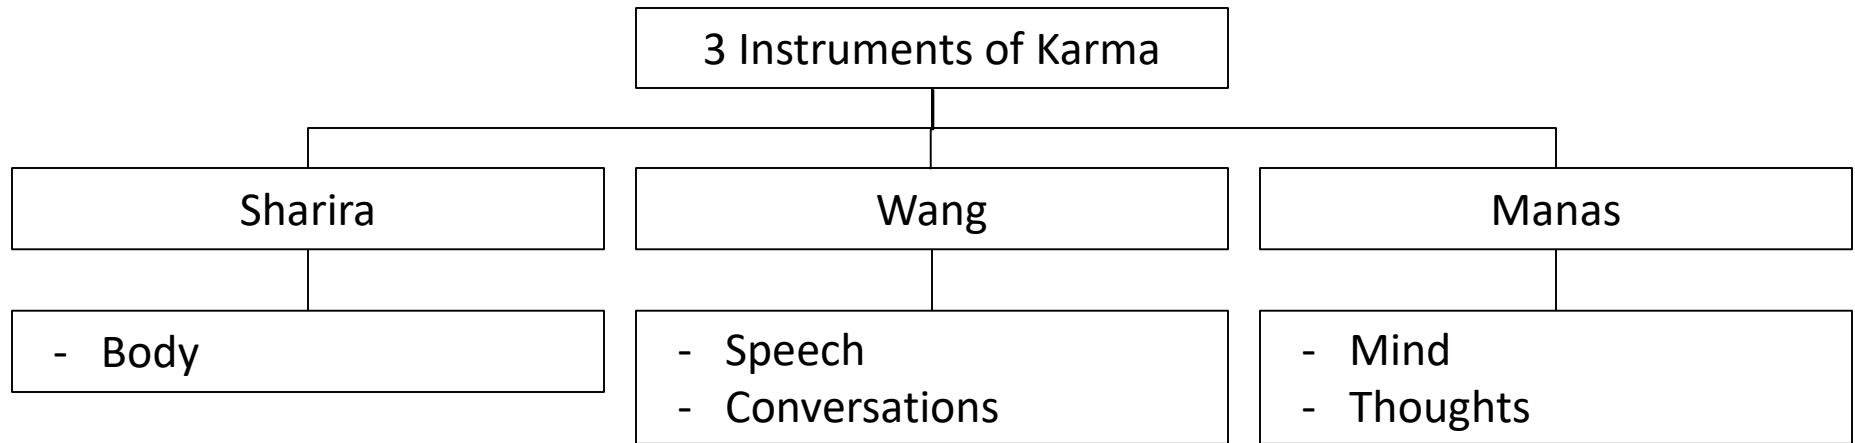 3 Instruments of Karma
Sharira
Wang
Manas
- Body
- Speech
- Conversations
- Mind
- Thoughts